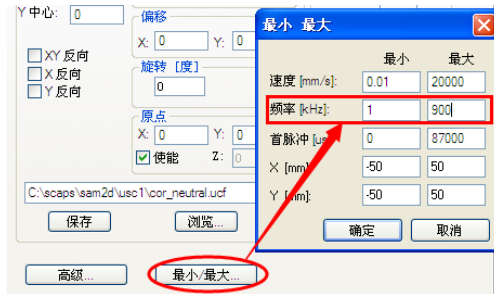 Y 中心: 0
XY 反向
X 反向
Y 反向
偏移
X: 0 Y: 0
旋转 [度]
0
原点
X: 0 Y: 0
使能 Z: 0
C:\scaps\sam2d\usc1\cor_neutral.ucf
保存 浏览...
高级... 最小/最大...
最小 最大
最小 最大
速度 [mm/s]: 0.01 20000
频率 [kHz]: 1 900
首脉冲 [us 0 87000
X [mm] -50 50
Y [mm]: -50 50
确定 取消